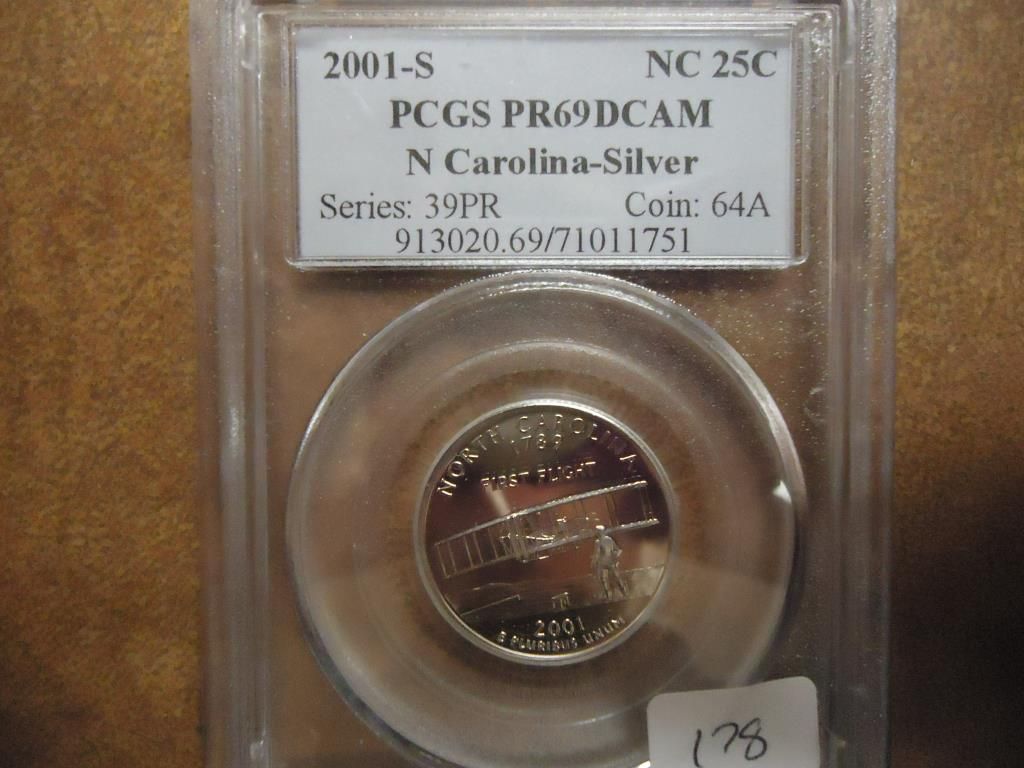 2001-S NC 25C
PCGS PR69DCAM
N Carolina-Silver
Series: 39PR Coin: 64A
913020.69/71011751
NORTH CAROLINA
1789
FIRST FLIGHT
2001
E PLURIBUS UNUM
178